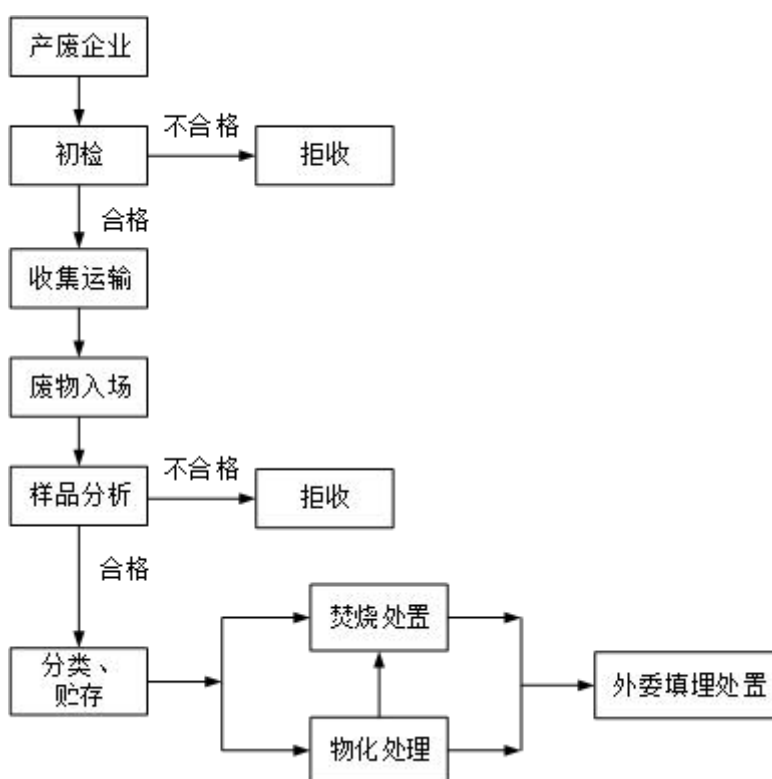 产废企业
初检
不合格
拒收
合格
收集运输
废物入场
样品分析
不合格
拒收
合格
分类、
贮存
焚烧处置
物化处理
外委填埋处置